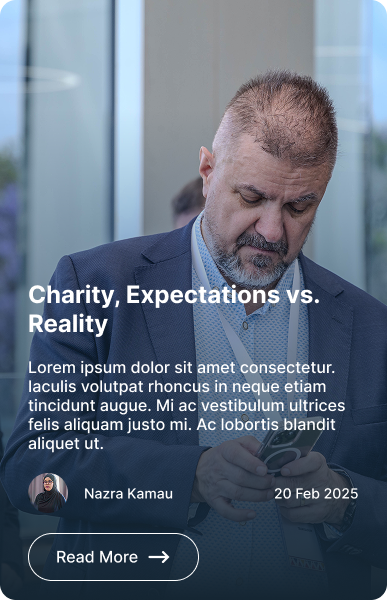 Charity, Expectations vs.
Reality
Lorem ipsum dolor sit amet consectetur.
Iaculis volutpat rhoncus in neque etiam
tincidunt augue. Mi ac vestibulum ultrices
felis aliquam justo mi. Ac lobortis blandit
aliquet ut.
Nazra Kamau 20 Feb 2025
Read More